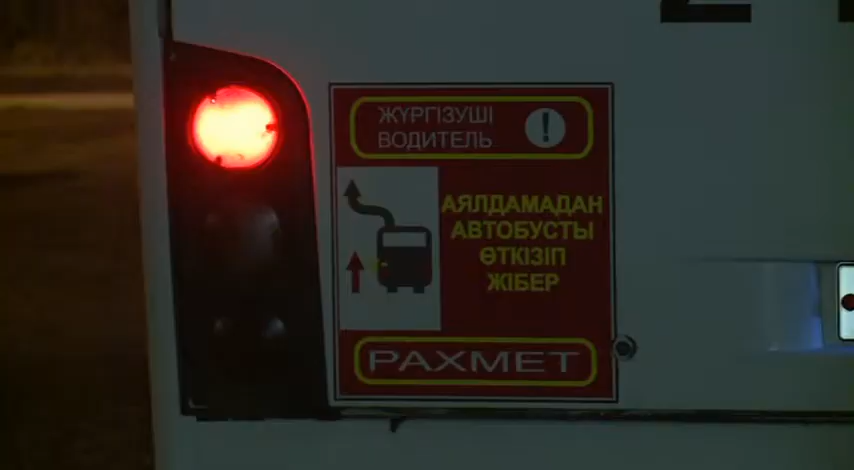 ЖҮРГІЗУШІ
ВОДИТЕЛЬ
!
АЯЛДАМАДАН
АВТОБУСТЫ
ӨТКІЗІП
ЖІБЕР
РАХМЕТ